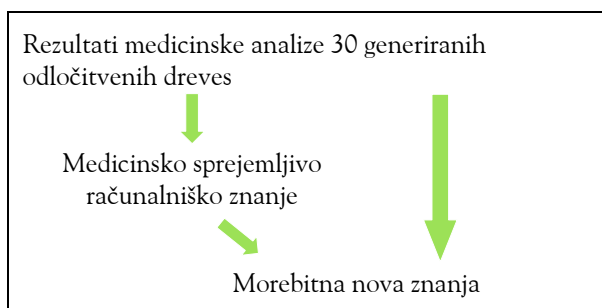 Rezultati medicinske analize 30 generiranih
odločitvenih dreves
Medicinsko sprejemljivo
računalniško znanje
Morebitna nova znanja